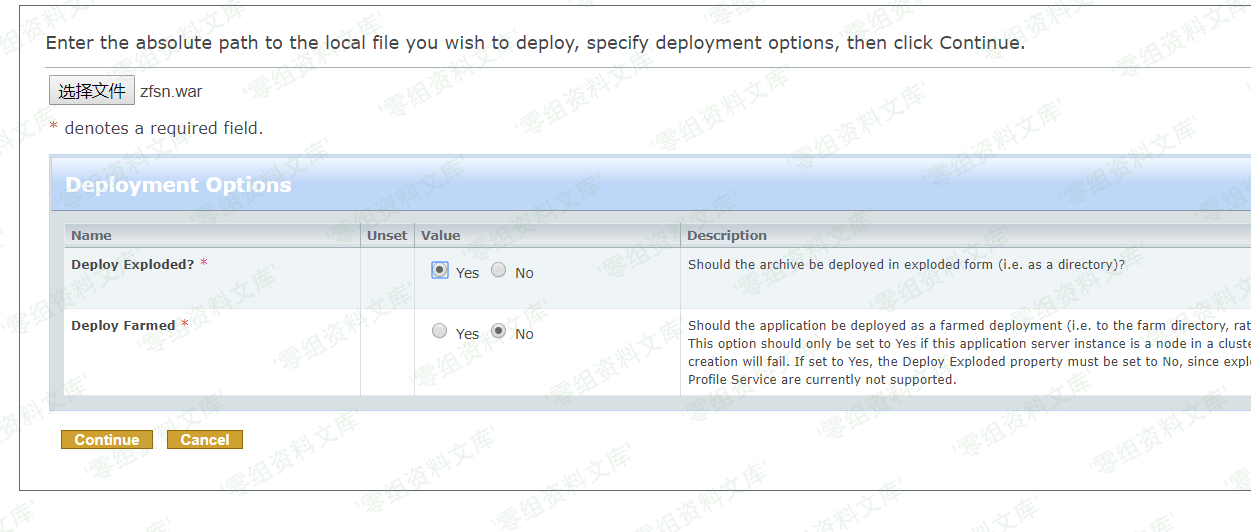 Enter the absolute path to the local file you wish to deploy, specify deployment options, then click Continue.
选择文件 zfsn.war
* denotes a required field.
Deployment Options
Name Unset Value Description
Deploy Exploded? * Yes No Should the archive be deployed in exploded form (i.e. as a directory)?
Deploy Farmed * Yes No Should the application be deployed as a farmed deployment (i.e. to the farm directory, rat
This option should only be set to Yes if this application server instance is a node in a cluste
creation will fail. If set to Yes, the Deploy Exploded property must be set to No, since expl
Profile Service are currently not supported.
Continue Cancel
'零组资料文库'